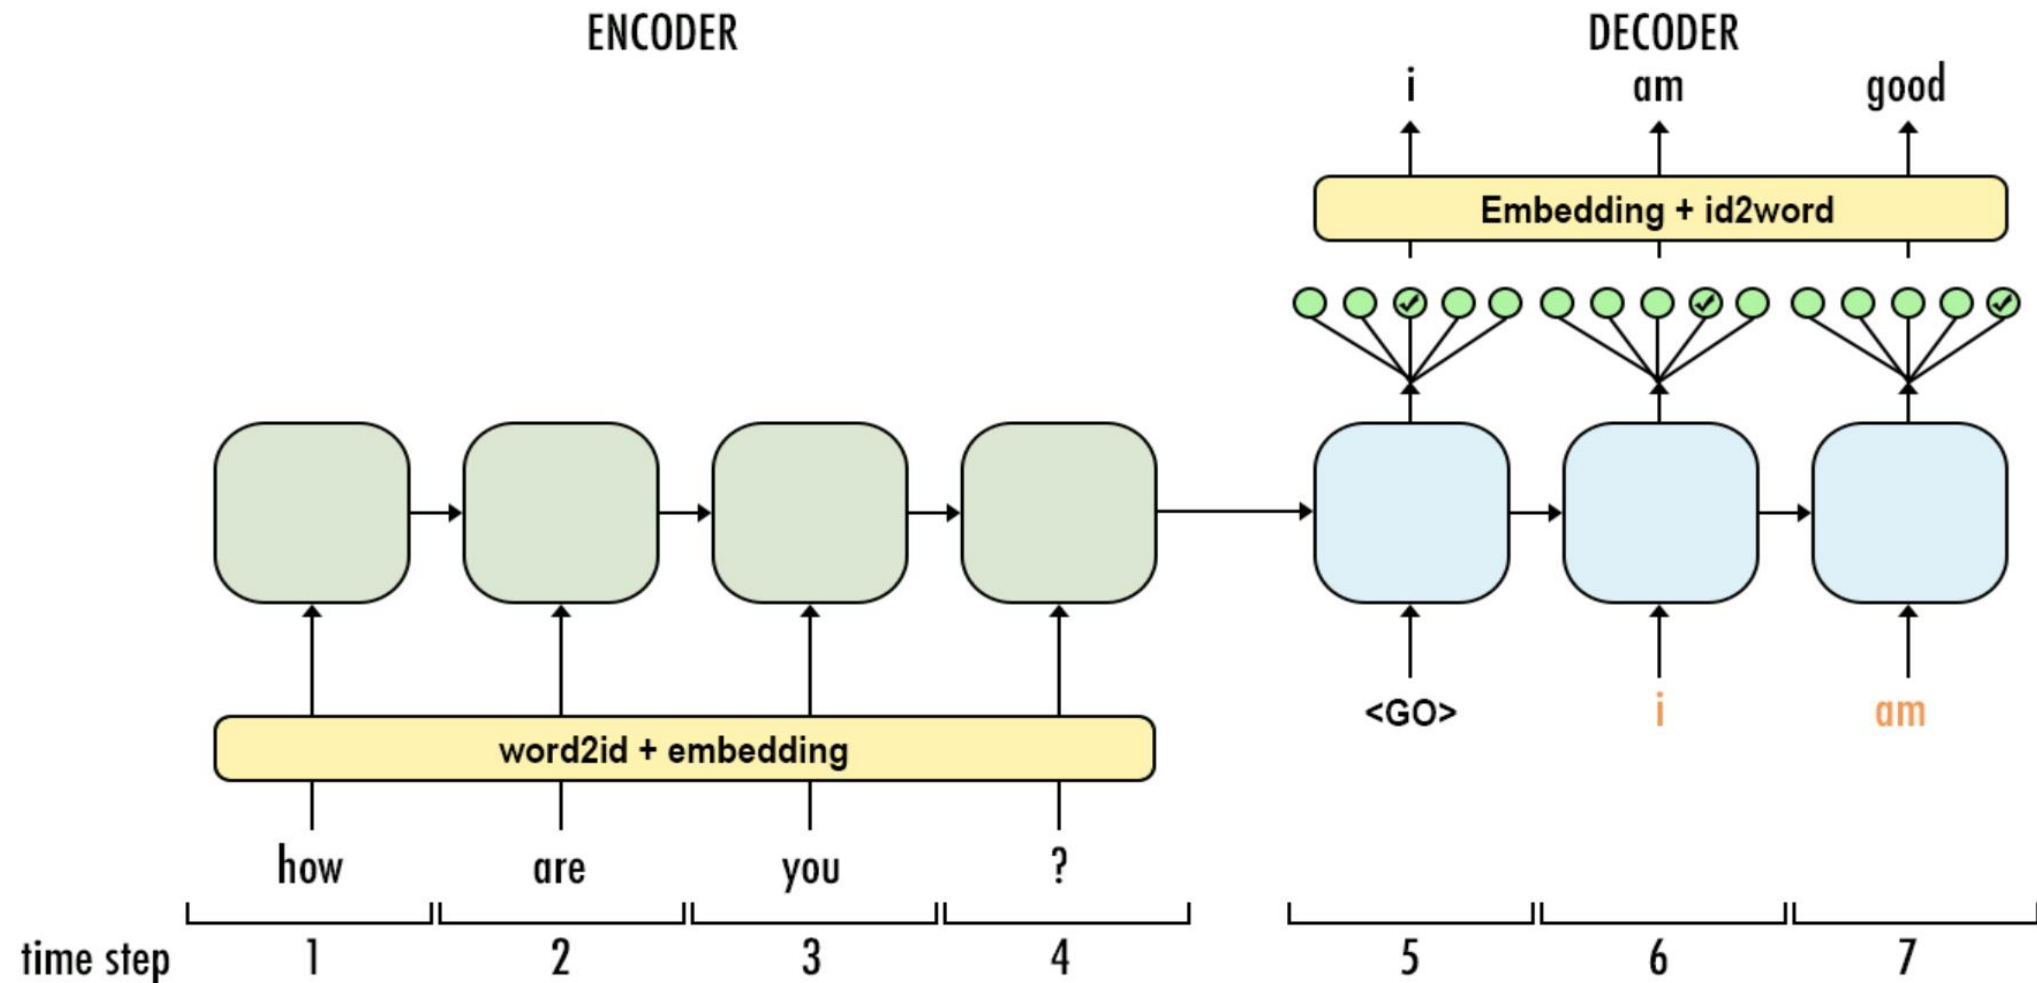 ENCODER DECODER
i am good
Embedding + id2word
<GO> i am
word2id + embedding
how are you ?
time step 1 2 3 4 5 6 7